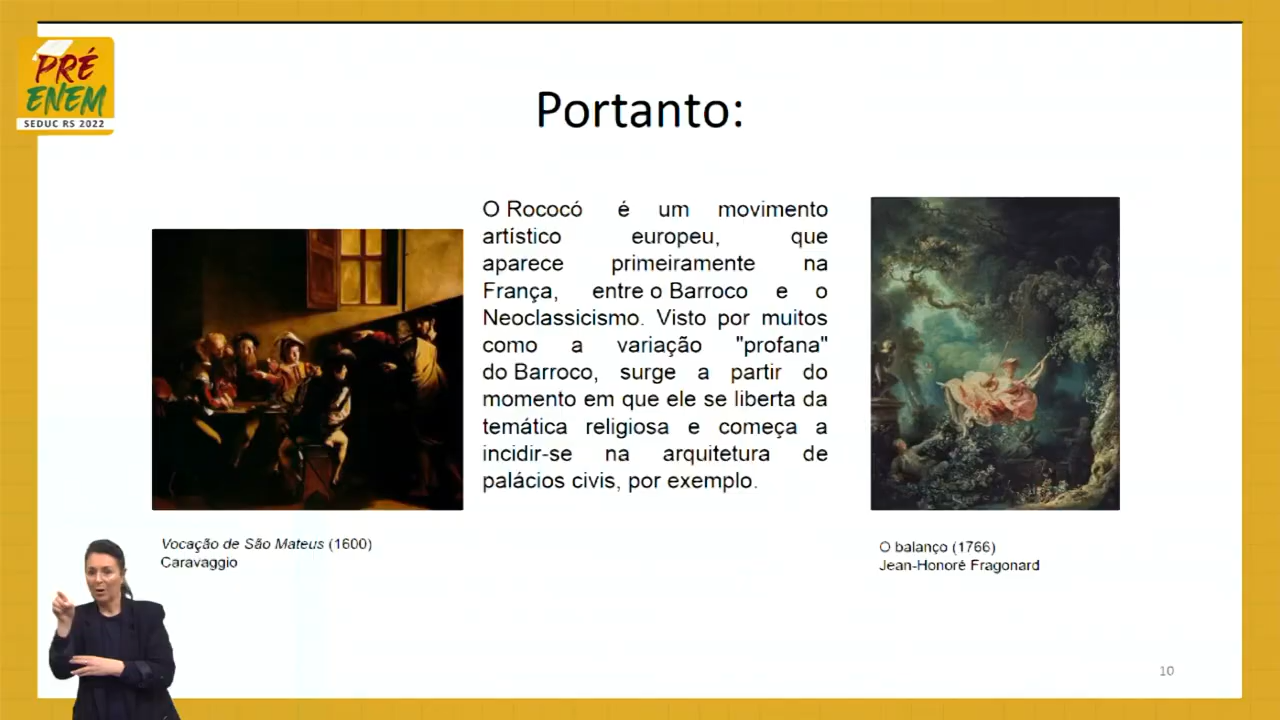 PRÉ
ENEM
SEDUC RS 2022
Portanto:
O Rococó é um movimento
artístico europeu, que
aparece primeiramente na
França, entre o Barroco e o
Neoclassicismo. Visto por muitos
como a variação "profana"
do Barroco, surge a partir do
momento em que ele se liberta da
temática religiosa e começa a
incidir-se na arquitetura de
palácios civis, por exemplo.
Vocação de São Mateus (1600)
Caravaggio
O balanço (1766)
Jean-Honoré Fragonard
10